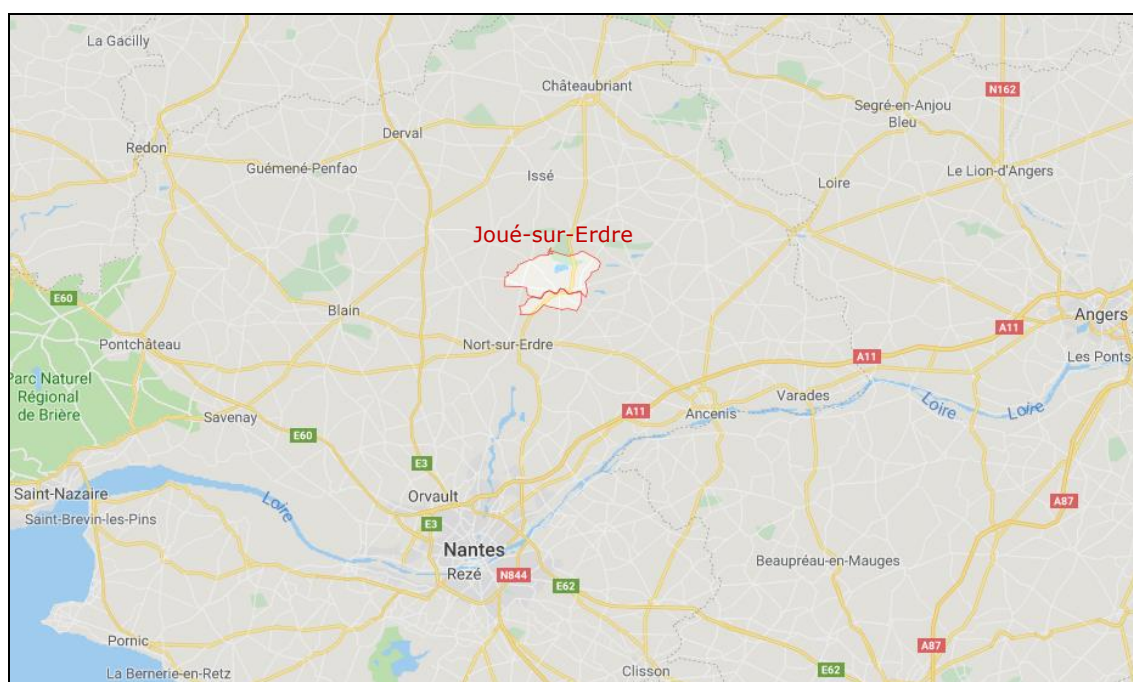 La Gacilly
Châteaubriant
N162
Segré-en-Anjou
Bleu
Derval
Redon
Guémené-Penfao
Issé
Le Lion-d'Angers
Loire
Joué-sur-Erdre
E60
Blain
Angers
A11
Pontchâteau
Nort-sur-Erdre
A11
Les Ponts-
Parc Naturel
Régional
de Brière
Varades
Loire
Loire
Savenay
A11
Ancenis
E60
E3
Saint-Nazaire
Orvault
Loire
A87
Saint-Brevin-les-Pins
E3
Nantes
Beaupréau-en-Mauges
Rezé
N844
E62
Pornic
A87
La Bernerie-en-Retz
Clisson
E62